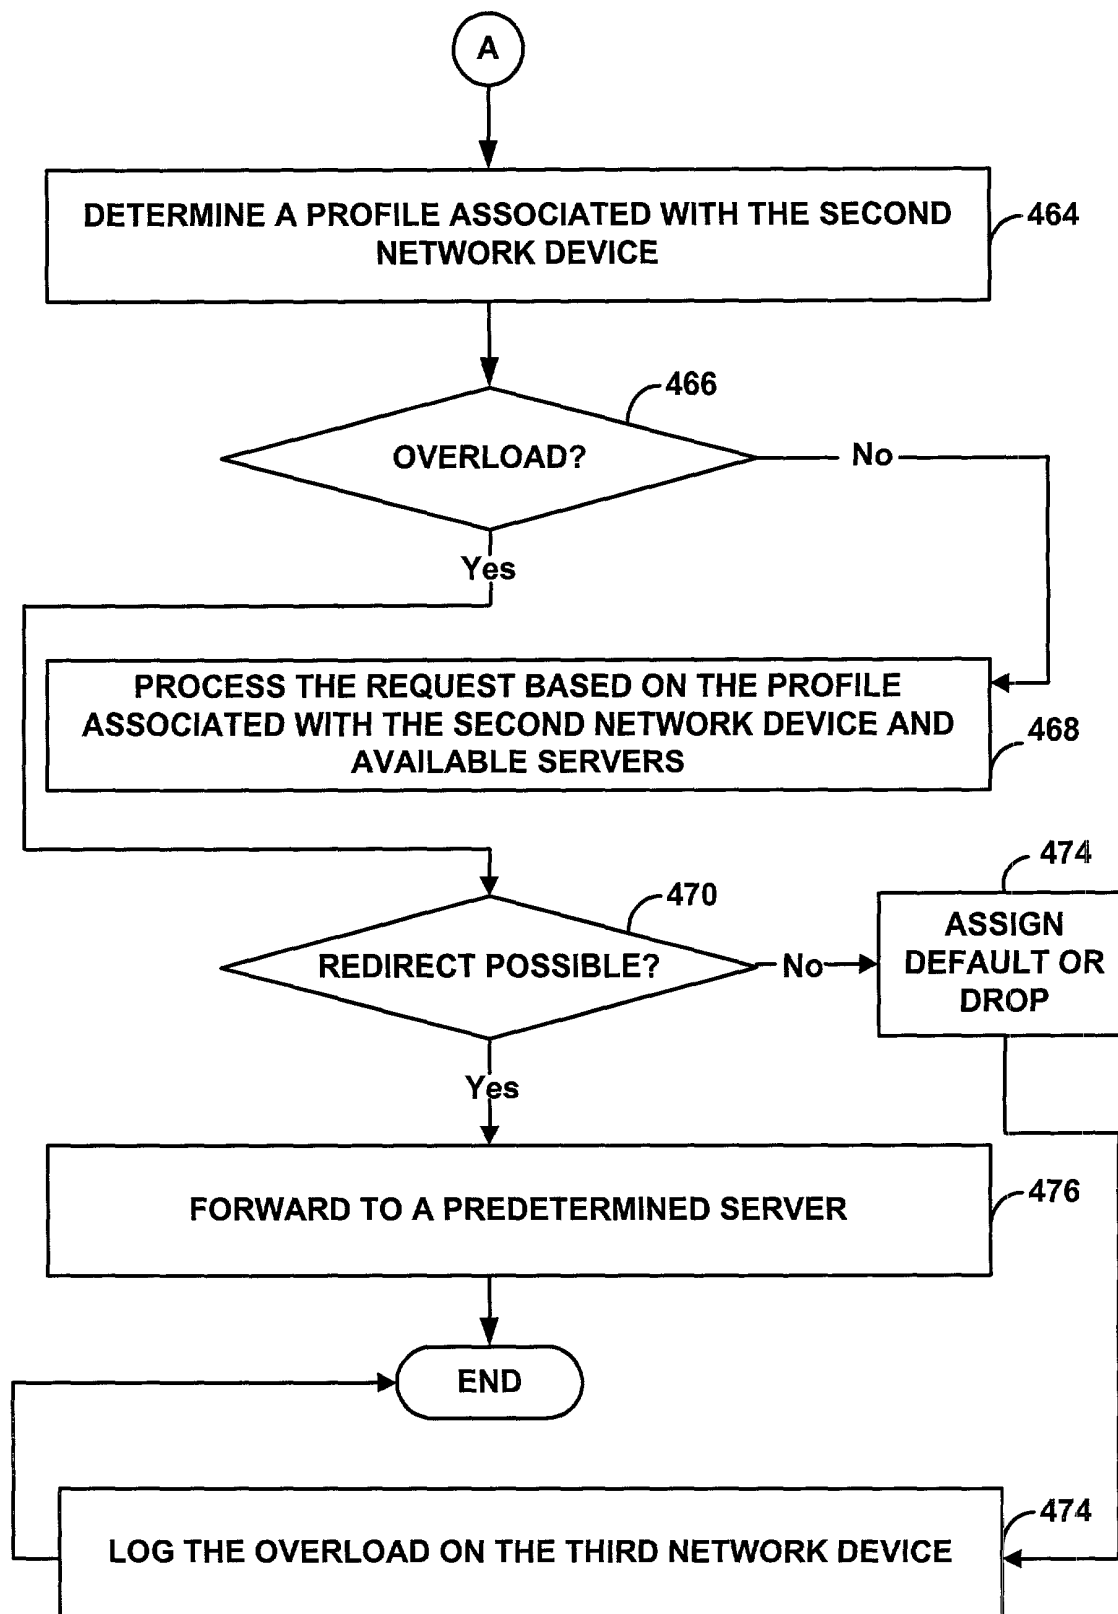 A
DETERMINE A PROFILE ASSOCIATED WITH THE SECOND
NETWORK DEVICE
464
466
OVERLOAD?
No
Yes
PROCESS THE REQUEST BASED ON THE PROFILE
ASSOCIATED WITH THE SECOND NETWORK DEVICE AND
AVAILABLE SERVERS
468
470
REDIRECT POSSIBLE?
No
474
ASSIGN
DEFAULT OR
DROP
Yes
FORWARD TO A PREDETERMINED SERVER
476
END
474
LOG THE OVERLOAD ON THE THIRD NETWORK DEVICE